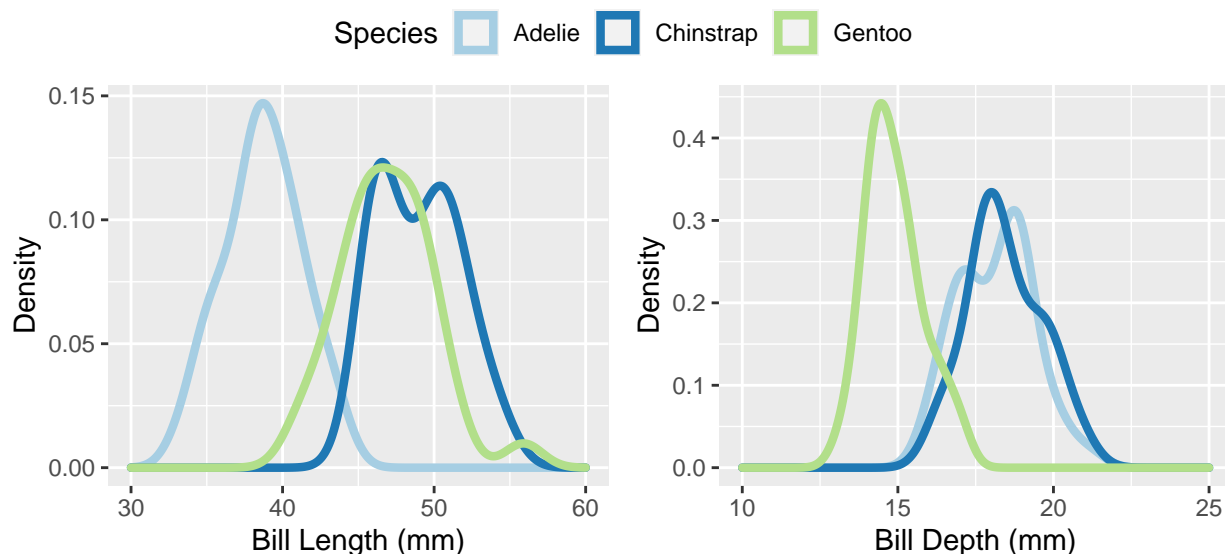 Species Adelie Chinstrap Gentoo
0.15
0.10
0.05
0.00
Density
30 40 50 60
Bill Length (mm)
0.4
0.3
0.2
0.1
0.0
Density
10 15 20 25
Bill Depth (mm)